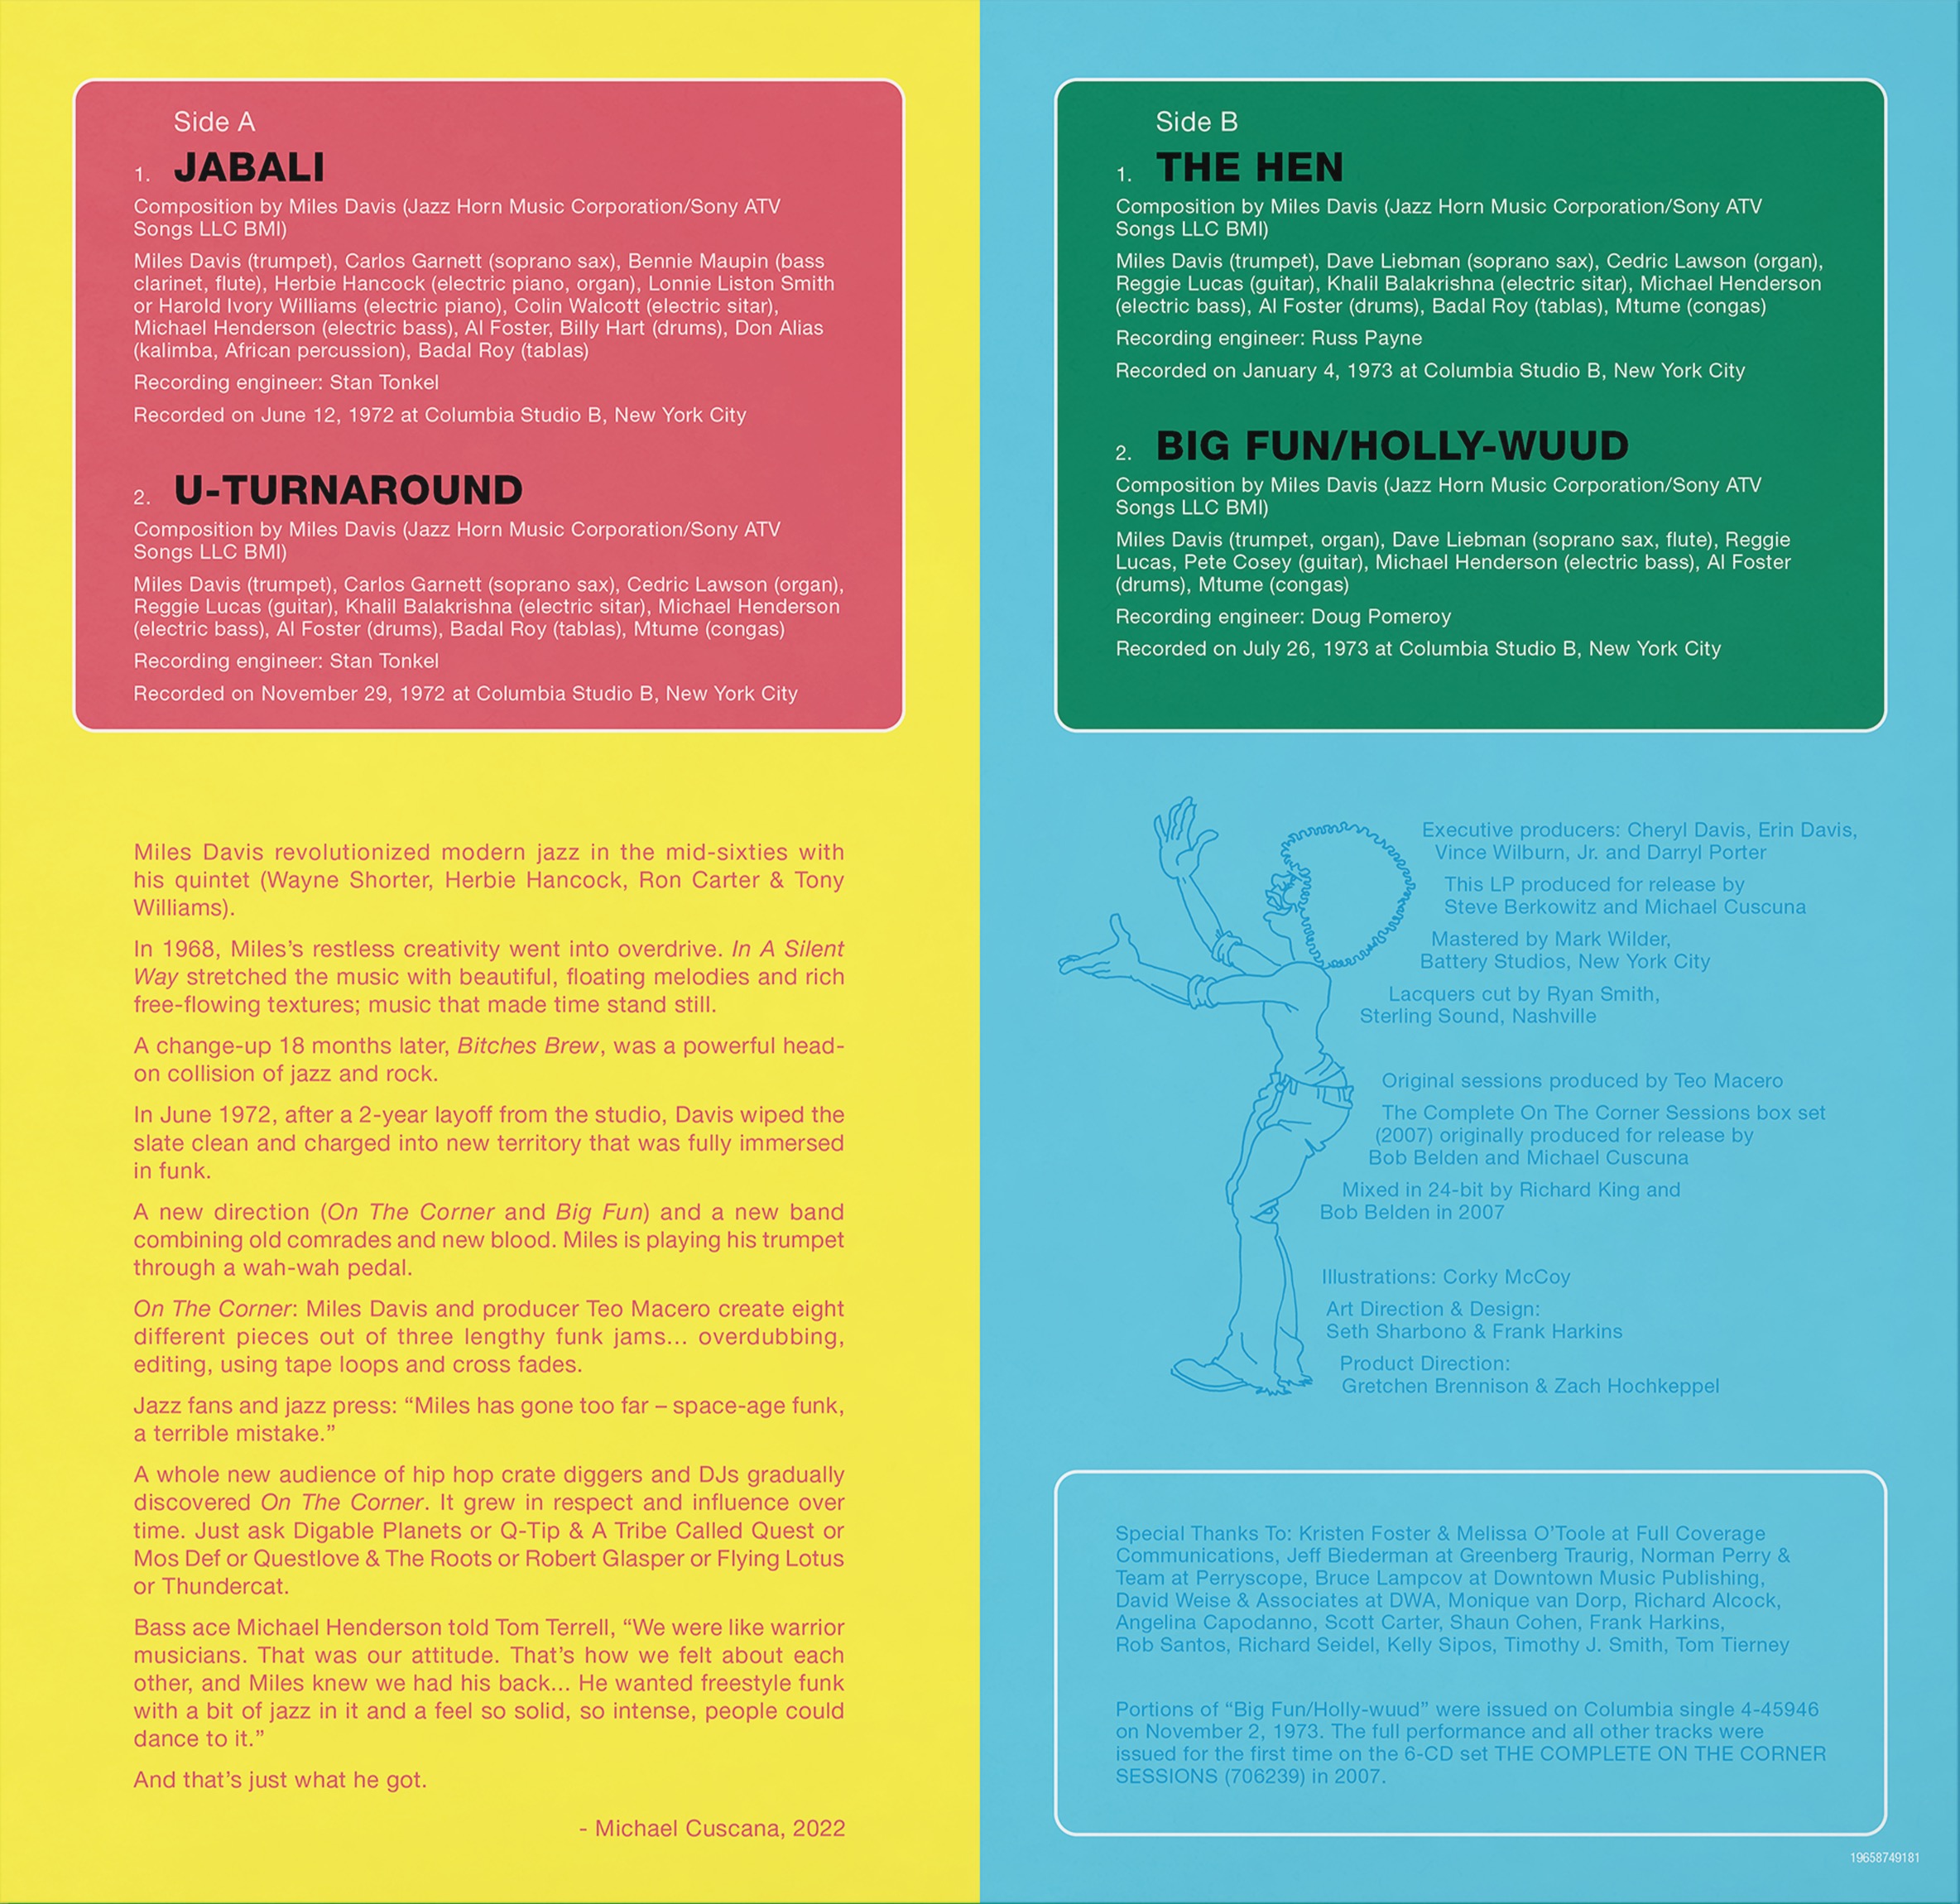 Side A
1. JABALI
Composition by Miles Davis (Jazz Horn Music Corporation/Sony ATV
Songs LLC BMI)
Miles Davis (trumpet), Carlos Garnett (soprano sax), Bennie Maupin (bass
clarinet, flute), Herbie Hancock (electric piano, organ), Lonnie Liston Smith
or Harold Ivory Williams (electric piano), Colin Walcott (electric sitar),
Michael Henderson (electric bass), Al Foster, Billy Hart (drums), Don Alias
(kalimba, African percussion), Badal Roy (tablas)
Recording engineer: Stan Tonkel
Recorded on June 12, 1972 at Columbia Studio B, New York City
2. U-TURNAROUND
Composition by Miles Davis (Jazz Horn Music Corporation/Sony ATV
Songs LLC BMI)
Miles Davis (trumpet), Carlos Garnett (soprano sax), Cedric Lawson (organ),
Reggie Lucas (guitar), Khalil Balakrishna (electric sitar), Michael Henderson
(electric bass), Al Foster (drums), Badal Roy (tablas), Mtume (congas)
Recording engineer: Stan Tonkel
Recorded on November 29, 1972 at Columbia Studio B, New York City
Miles Davis revolutionized modern jazz in the mid-sixties with
his quintet (Wayne Shorter, Herbie Hancock, Ron Carter & Tony
Williams).
In 1968, Miles's restless creativity went into overdrive. In A Silent
Way stretched the music with beautiful, floating melodies and rich
free-flowing textures; music that made time stand still.
A change-up 18 months later, Bitches Brew, was a powerful head-
on collision of jazz and rock.
In June 1972, after a 2-year layoff from the studio, Davis wiped the
slate clean and charged into new territory that was fully immersed
in funk.
A new direction (On The Corner and Big Fun) and a new band
combining old comrades and new blood. Miles is playing his trumpet
through a wah-wah pedal.
On The Corner: Miles Davis and producer Teo Macero create eight
different pieces out of three lengthy funk jams... overdubbing,
editing, using tape loops and cross fades.
Jazz fans and jazz press: “Miles has gone too far – space-age funk,
a terrible mistake.”
A whole new audience of hip hop crate diggers and DJs gradually
discovered On The Corner. It grew in respect and influence over
time. Just ask Digable Planets or Q-Tip & A Tribe Called Quest or
Mos Def or Questlove & The Roots or Robert Glasper or Flying Lotus
or Thundercat.
Bass ace Michael Henderson told Tom Terrell, “We were like warrior
musicians. That was our attitude. That’s how we felt about each
other, and Miles knew we had his back... He wanted freestyle funk
with a bit of jazz in it and a feel so solid, so intense, people could
dance to it.”
And that’s just what he got.
- Michael Cuscana, 2022
Side B
1. THE HEN
Composition by Miles Davis (Jazz Horn Music Corporation/Sony ATV
Songs LLC BMI)
Miles Davis (trumpet), Dave Liebman (soprano sax), Cedric Lawson (organ),
Reggie Lucas (guitar), Khalil Balakrishna (electric sitar), Michael Henderson
(electric bass), Al Foster (drums), Badal Roy (tablas), Mtume (congas)
Recording engineer: Russ Payne
Recorded on January 4, 1973 at Columbia Studio B, New York City
2. BIG FUN/HOLLY-WUUD
Composition by Miles Davis (Jazz Horn Music Corporation/Sony ATV
Songs LLC BMI)
Miles Davis (trumpet, organ), Dave Liebman (soprano sax, flute), Reggie
Lucas, Pete Cosey (guitar), Michael Henderson (electric bass), Al Foster
(drums), Mtume (congas)
Recording engineer: Doug Pomeroy
Recorded on July 26, 1973 at Columbia Studio B, New York City
Executive producers: Cheryl Davis, Erin Davis,
Vince Wilburn, Jr. and Darryl Porter
This LP produced for release by
Steve Berkowitz and Michael Cuscuna
Mastered by Mark Wilder,
Battery Studios, New York City
Lacquers cut by Ryan Smith,
Sterling Sound, Nashville
Original sessions produced by Teo Macero
The Complete On The Corner Sessions box set
(2007) originally produced for release by
Bob Belden and Michael Cuscuna
Mixed in 24-bit by Richard King and
Bob Belden in 2007
Illustrations: Corky McCoy
Art Direction & Design:
Seth Sharbono & Frank Harkins
Product Direction:
Gretchen Brennison & Zach Hochkeppel
Special Thanks To: Kristen Foster & Melissa O’Toole at Full Coverage
Communications, Jeff Biederman at Greenberg Traurig, Norman Perry &
Team at Perryscope, Bruce Lampcov at Downtown Music Publishing,
David Weise & Associates at DWA, Monique van Dorp, Richard Alcock,
Angelina Capodanno, Scott Carter, Shaun Cohen, Frank Harkins,
Rob Santos, Richard Seidel, Kelly Sipos, Timothy J. Smith, Tom Tierney
Portions of “Big Fun/Holly-wuud” were issued on Columbia single 4-45946
on November 2, 1973. The full performance and all other tracks were
issued for the first time on the 6-CD set THE COMPLETE ON THE CORNER
SESSIONS (706239) in 2007.
19658749181